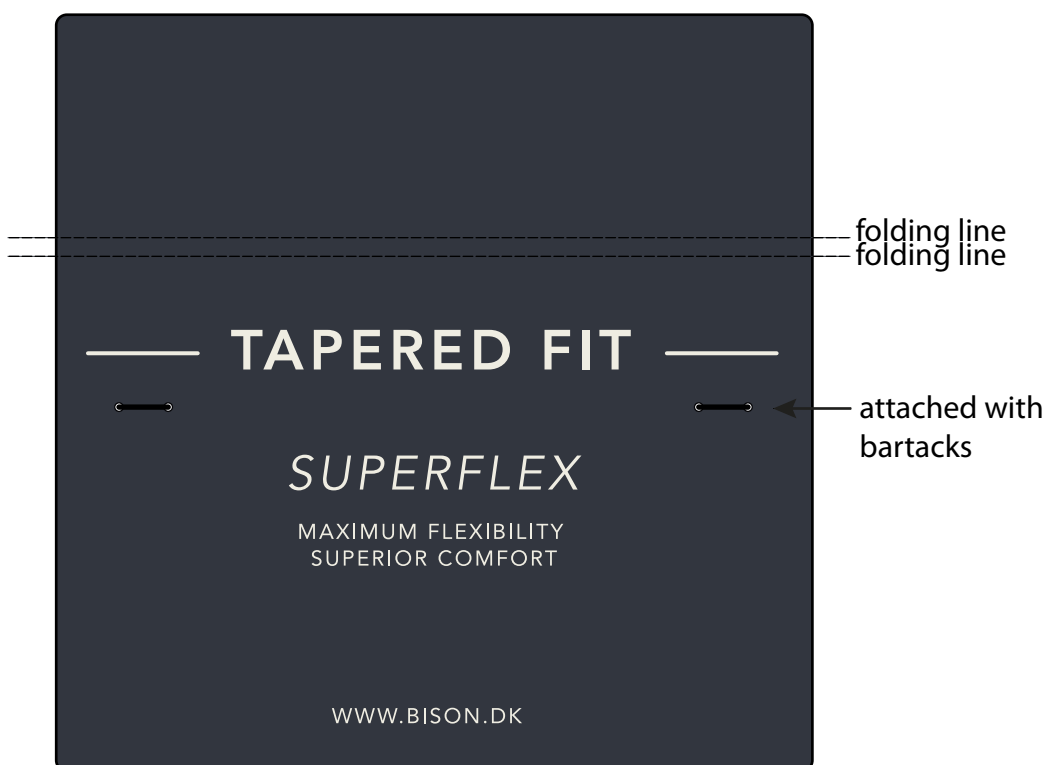 folding line
folding line
TAPERED FIT
attached with
bartacks
SUPERFLEX
MAXIMUM FLEXIBILITY
SUPERIOR COMFORT
WWW.BISON.DK